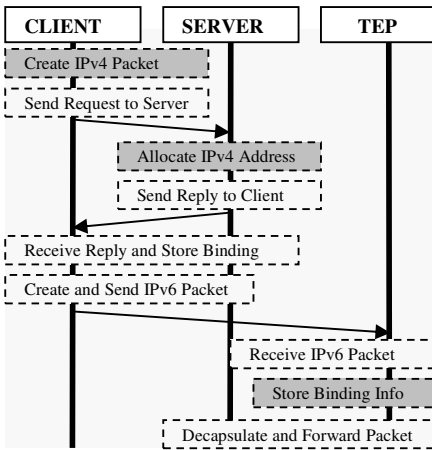 CLIENT SERVER TEP
Create IPv4 Packet
Send Request to Server
Allocate IPv4 Address
Send Reply to Client
Receive Reply and Store Binding
Create and Send IPv6 Packet
Receive IPv6 Packet
Store Binding Info
Decapsulate and Forward Packet